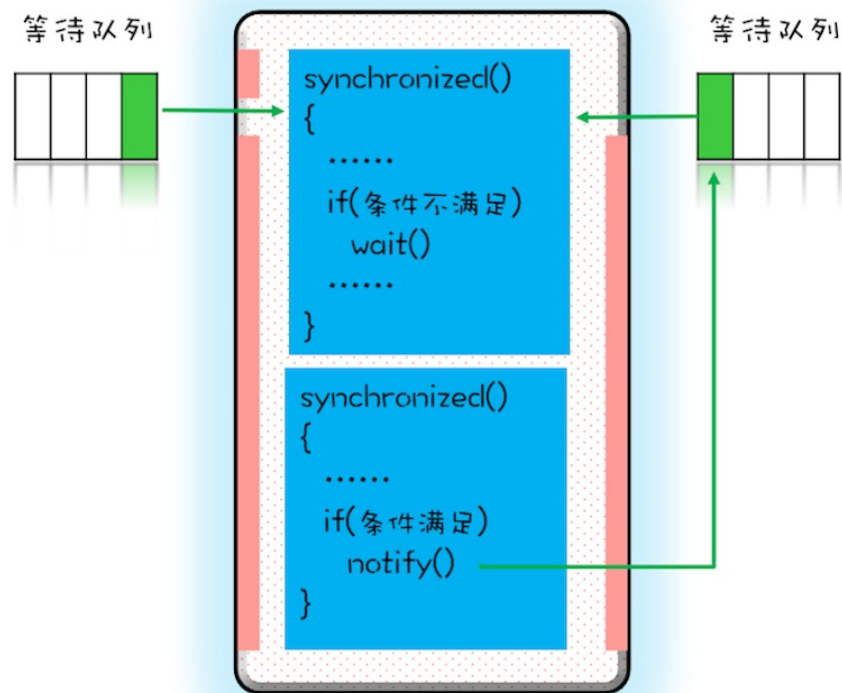 等待队列
等待队列
synchronized()
{
......
if(条件不满足)
wait()
......
}
synchronized()
{
......
if(条件满足)
notify()
}